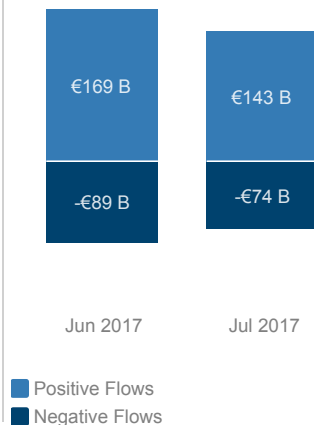 €169 B
€143 B
-€89 B
-€74 B
Jun 2017
Jul 2017
Positive Flows
Negative Flows